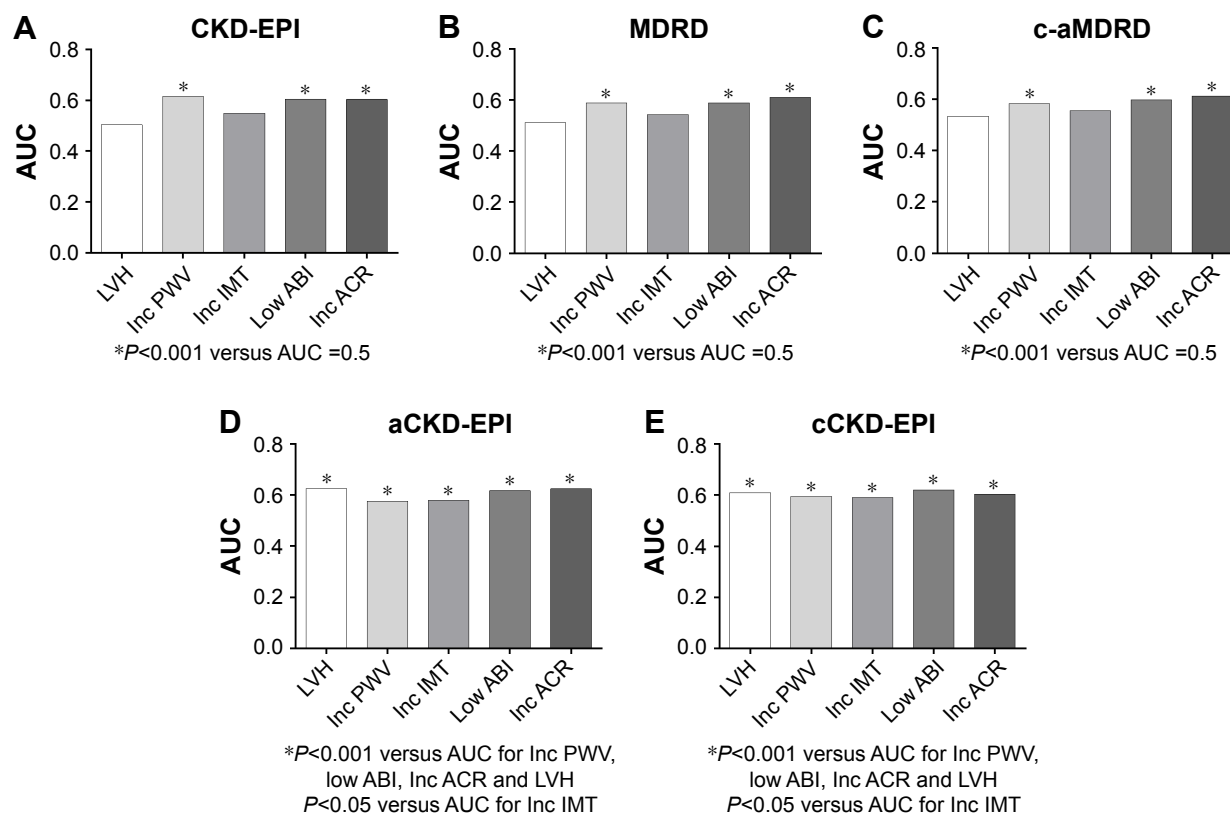 A
CKD-EPI
0.8
0.6
0.4
0.2
0.0
AUC
*
*
*
LVH
Inc PWV
Inc IMT
Low ABI
Inc ACR
*P<0.001 versus AUC =0.5
B
MDRD
0.8
0.6
0.4
0.2
0.0
AUC
*
*
*
LVH
Inc PWV
Inc IMT
Low ABI
Inc ACR
*P<0.001 versus AUC =0.5
C
c-aMDRD
0.8
0.6
0.4
0.2
0.0
AUC
*
*
*
LVH
Inc PWV
Inc IMT
Low ABI
Inc ACR
*P<0.001 versus AUC =0.5
D
aCKD-EPI
0.8
0.6
0.4
0.2
0.0
AUC
*
*
*
*
*
LVH
Inc PWV
Inc IMT
Low ABI
Inc ACR
*P<0.001 versus AUC for Inc PWV,
low ABI, Inc ACR and LVH
P<0.05 versus AUC for Inc IMT
E
cCKD-EPI
0.8
0.6
0.4
0.2
0.0
AUC
*
*
*
*
*
LVH
Inc PWV
Inc IMT
Low ABI
Inc ACR
*P<0.001 versus AUC for Inc PWV,
low ABI, Inc ACR and LVH
P<0.05 versus AUC for Inc IMT